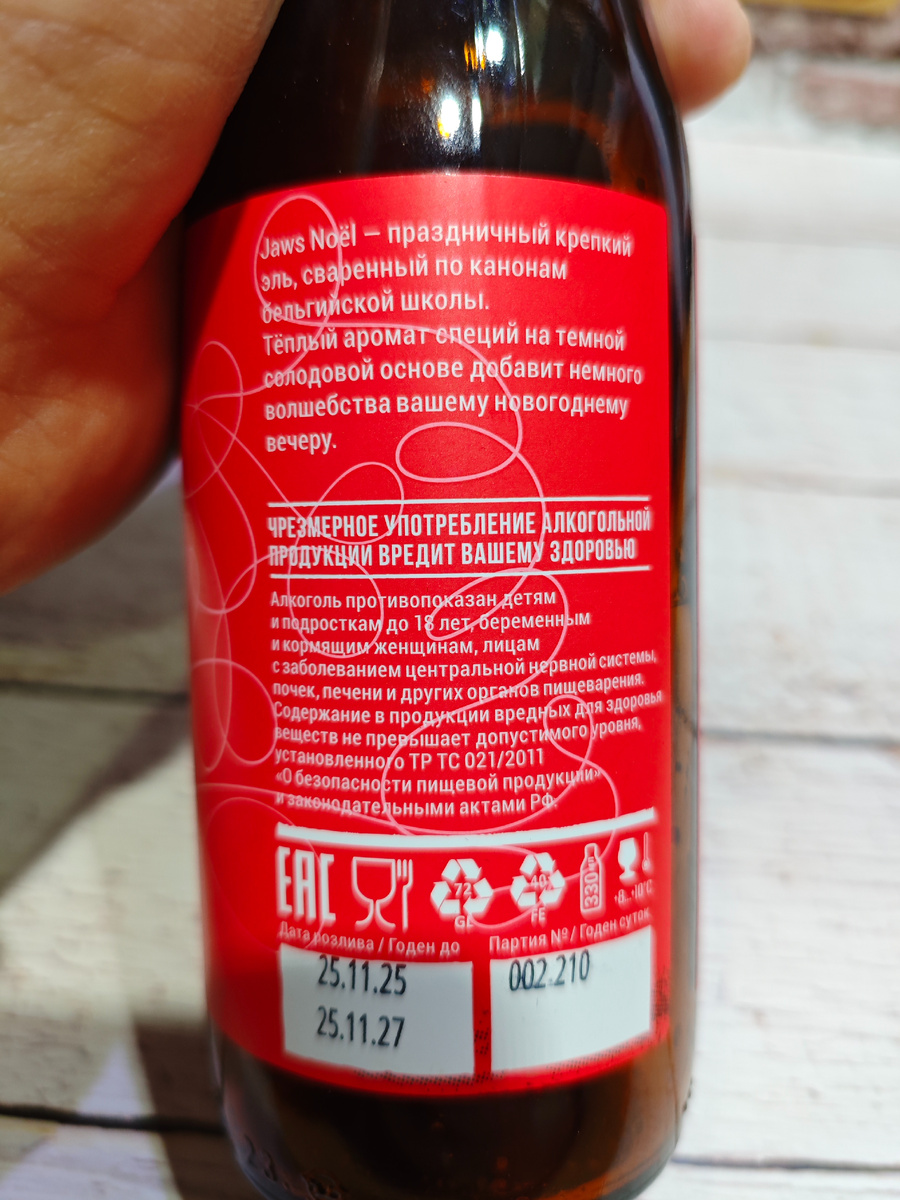 Jaws Noël – праздничный крепкий
эль, сваренный по канонам
бельгийской школы.
Тёплый аромат специй на темной
солодовой основе добавит немного
волшебства вашему новогоднему
вечеру.
ЧРЕЗМЕРНОЕ УПОТРЕБЛЕНИЕ АЛКОГОЛЬНОЙ
ПРОДУКЦИИ ВРЕДИТ ВАШЕМУ ЗДОРОВЬЮ
Алкоголь противопоказан детям
и подросткам до 18 лет, беременным
и кормящим женщинам, лицам
с заболеванием центральной нервной системы,
почек, печени и других органов пищеварения.
Содержание в продукции вредных для здоровья
веществ не превышает допустимого уровня,
установленного ТР ТС 021/2011
«О безопасности пищевой продукции»
и законодательными актами РФ.
EAC
72
GL
40
FE
330
+8...+10°C
Дата розлива / Годен до
25.11.25
25.11.27
Партия № / Годен суток
002 210